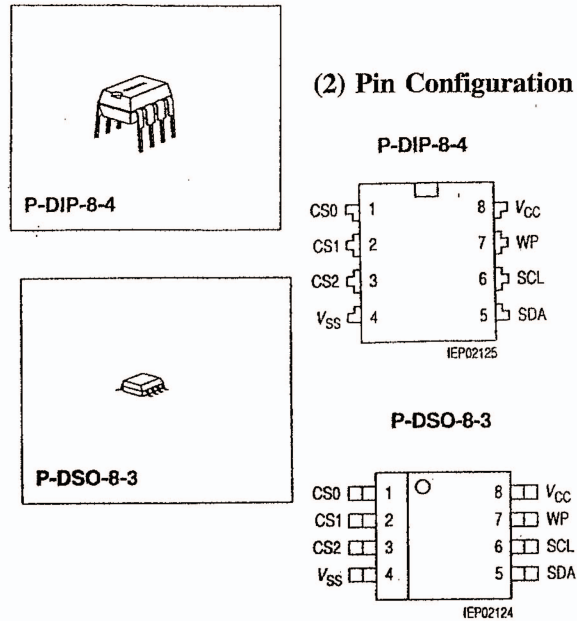 P-DIP-8-4
P-DSO-8-3
(2) Pin Configuration
P-DIP-8-4
CS0 1 8 VCC
CS1 2 7 WP
CS2 3 6 SCL
VSS 4 5 SDA
IEP02125
P-DSO-8-3
CS0 1 8 VCC
CS1 2 7 WP
CS2 3 6 SCL
VSS 4 5 SDA
IEP02124